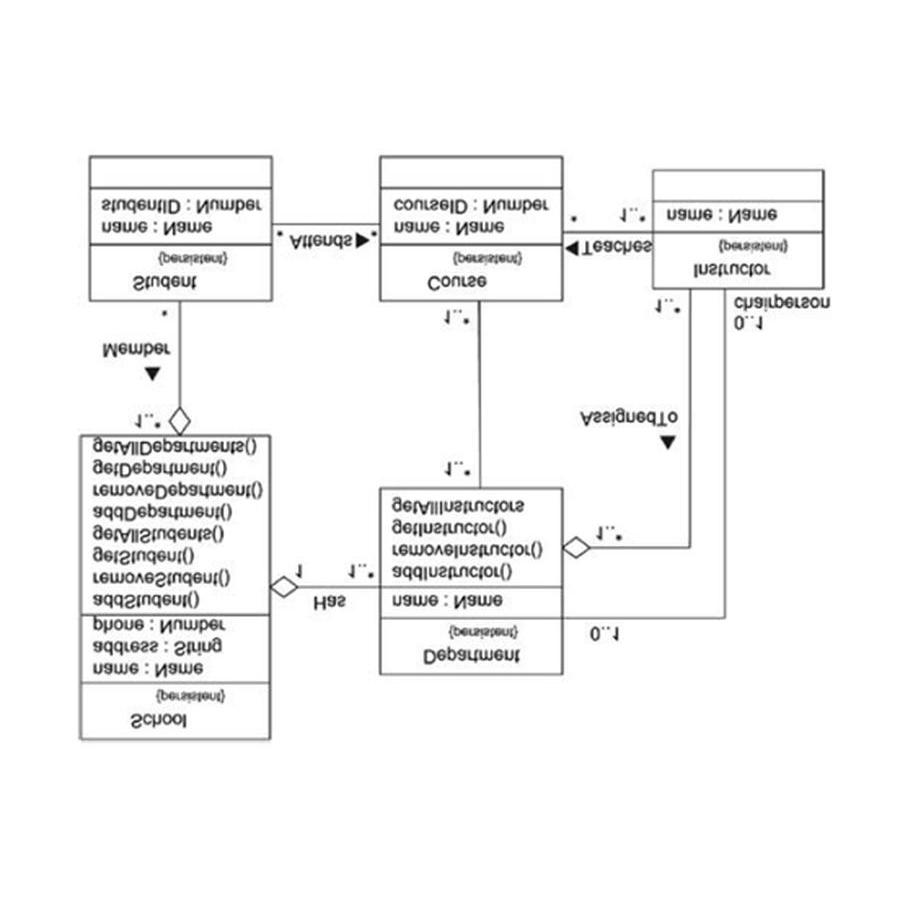 School
{persistent}
name : Name
address : String
phone : Number
addStudent()
removeStudent()
getStudent()
getAllStudents()
addDepartment()
removeDepartment()
getDepartment()
getAllDepartments()
Has
1
1..*
Department
{persistent}
name : Name
addInstructor()
removeInstructor()
getInstructor()
getAllInstructors
0..1
1..*
AssignedTo
1..*
Member
*
1..*
1..*
0..1
chairperson
1..*
Student
{persistent}
name : Name
studentID : Number
* Attends *
Course
{persistent}
name : Name
courseID : Number
Teaches
* 1..*
Instructor
{persistent}
name : Name